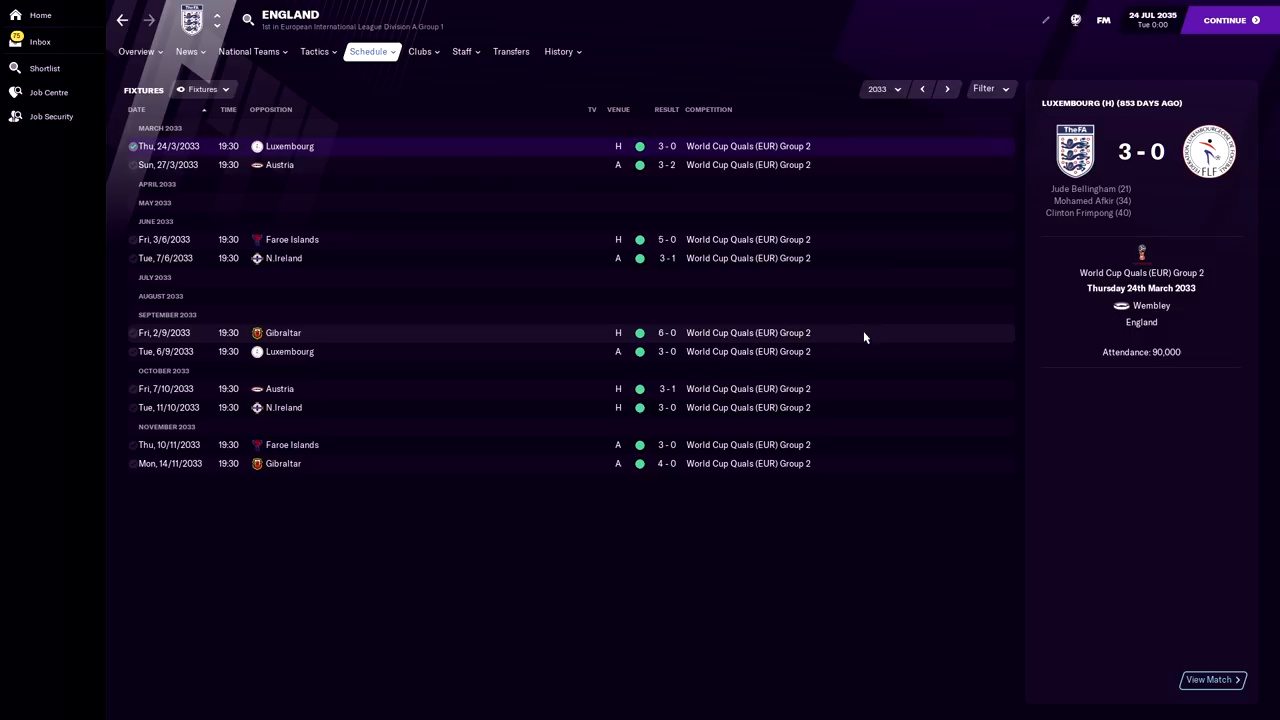 Home
75
Inbox
Shortlist
Job Centre
Job Security
The FA
ENGLAND
1st in European International League Division A Group 1
FM
24 JUL 2035
Tue 0:00
CONTINUE
Overview
News
National Teams
Tactics
Schedule
Clubs
Staff
Transfers
History
FIXTURES
Fixtures
2033
Filter
DATE TIME OPPOSITION TV VENUE RESULT COMPETITION
MARCH 2033
Thu, 24/3/2033 19:30 Luxembourg H 3 - 0 World Cup Quals (EUR) Group 2
Sun, 27/3/2033 19:30 Austria A 3 - 2 World Cup Quals (EUR) Group 2
APRIL 2033
MAY 2033
JUNE 2033
Fri, 3/6/2033 19:30 Faroe Islands H 5 - 0 World Cup Quals (EUR) Group 2
Tue, 7/6/2033 19:30 N.Ireland A 3 - 1 World Cup Quals (EUR) Group 2
JULY 2033
AUGUST 2033
SEPTEMBER 2033
Fri, 2/9/2033 19:30 Gibraltar H 6 - 0 World Cup Quals (EUR) Group 2
Tue, 6/9/2033 19:30 Luxembourg A 3 - 0 World Cup Quals (EUR) Group 2
OCTOBER 2033
Fri, 7/10/2033 19:30 Austria H 3 - 1 World Cup Quals (EUR) Group 2
Tue, 11/10/2033 19:30 N.Ireland H 3 - 0 World Cup Quals (EUR) Group 2
NOVEMBER 2033
Thu, 10/11/2033 19:30 Faroe Islands A 3 - 0 World Cup Quals (EUR) Group 2
Mon, 14/11/2033 19:30 Gibraltar A 4 - 0 World Cup Quals (EUR) Group 2
LUXEMBOURG (H) (853 DAYS AGO)
The FA
3 - 0
FLF
Jude Bellingham (21)
Mohamed Afkir (34)
Clinton Frimpong (40)
World Cup Quals (EUR) Group 2
Thursday 24th March 2033
Wembley
England
Attendance: 90,000
View Match